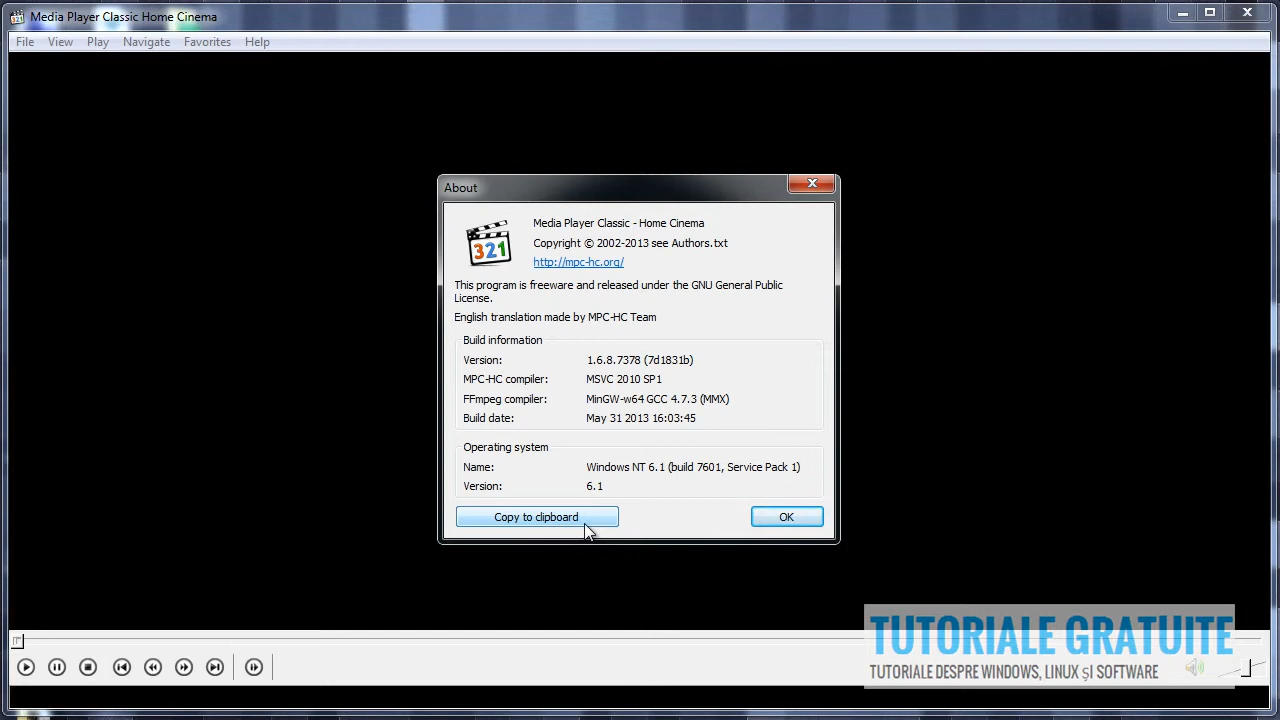 Media Player Classic Home Cinema
File View Play Navigate Favorites Help
About
321
Media Player Classic - Home Cinema
Copyright © 2002-2013 see Authors.txt
http://mpc-hc.org/
This program is freeware and released under the GNU General Public
License.
English translation made by MPC-HC Team
Build information
Version: 1.6.8.7378 (7d1831b)
MPC-HC compiler: MSVC 2010 SP1
FFmpeg compiler: MinGW-w64 GCC 4.7.3 (MMX)
Build date: May 31 2013 16:03:45
Operating system
Name: Windows NT 6.1 (build 7601, Service Pack 1)
Version: 6.1
Copy to clipboard OK
TUTORIALE GRATUITE
TUTORIALE DESPRE WINDOWS, LINUX ȘI SOFTWARE